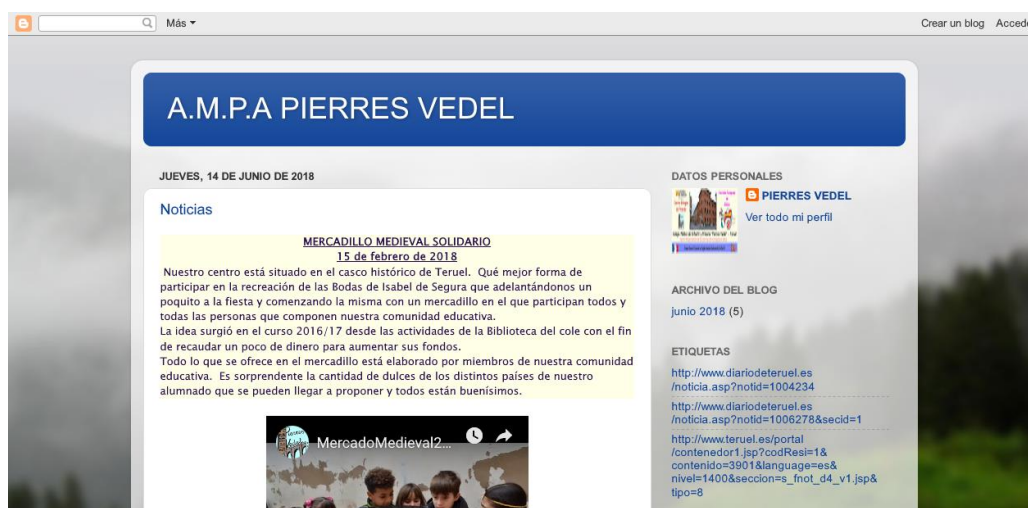 Más
Crear un blog Accede
A.M.P.A PIERRES VEDEL
JUEVES, 14 DE JUNIO DE 2018
Noticias
MERCADILLO MEDIEVAL SOLIDARIO
15 de febrero de 2018
Nuestro centro está situado en el casco histórico de Teruel. Qué mejor forma de
participar en la recreación de las Bodas de Isabel de Segura que adelantándonos un
poquito a la fiesta y comenzando la misma con un mercadillo en el que participan todos y
todas las personas que componen nuestra comunidad educativa.
La idea surgió en el curso 2016/17 desde las actividades de la Biblioteca del cole con el fin
de recaudar un poco de dinero para aumentar sus fondos.
Todo lo que se ofrece en el mercadillo está elaborado por miembros de nuestra comunidad
educativa. Es sorprendente la cantidad de dulces de los distintos países de nuestro
alumnado que se pueden llegar a proponer y todos están buenísimos.
MercadoMedieval2...
DATOS PERSONALES
PIERRES VEDEL
Ver todo mi perfil
ARCHIVO DEL BLOG
junio 2018 (5)
ETIQUETAS
http://www.diariodeteruel.es
/noticia.asp?notid=1004234
http://www.diariodeteruel.es
/noticia.asp?notid=1006278&secid=1
http://www.teruel.es/portal
/contenedor1.jsp?codResi=1&
contenido=3901&language=es&
nivel=1400&seccion=s_fnot_d4_v1.jsp&
tipo=8